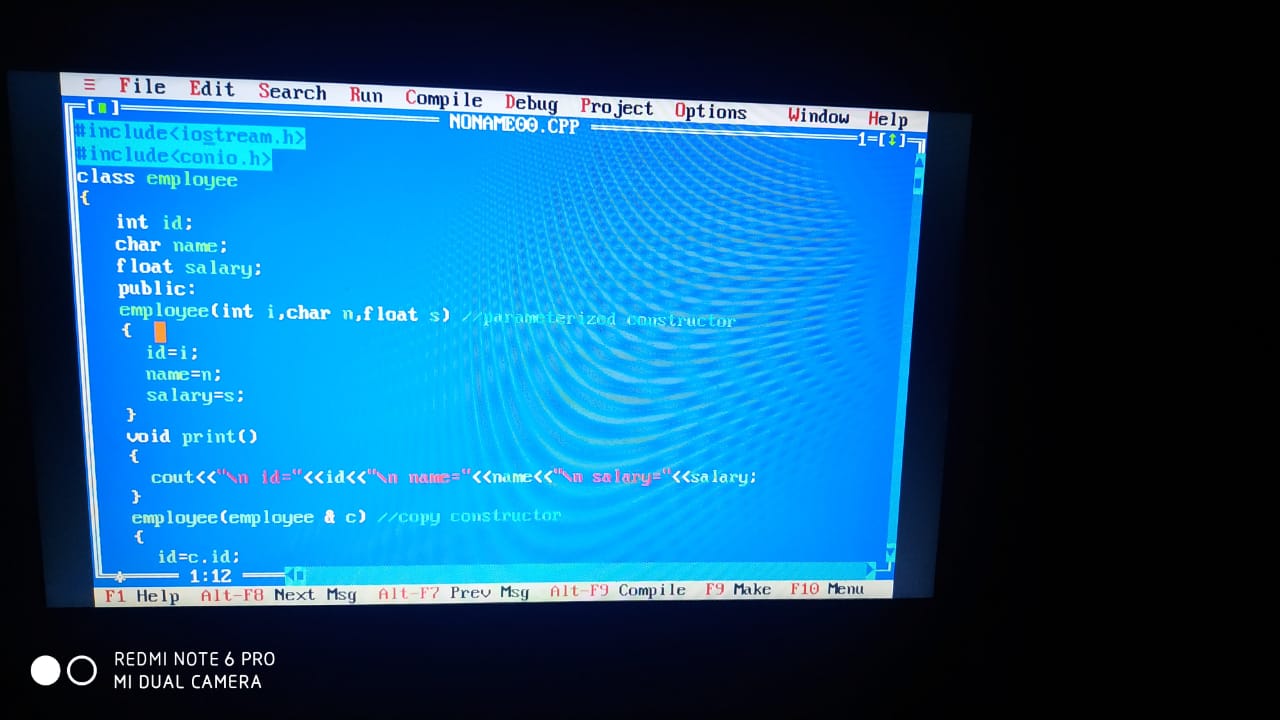 ≡ File Edit Search Run Compile Debug Project Options Window Help
[■] NONAME00.CPP 1=[↕]
#include<iostream.h>
#include<conio.h>
class employee
{
int id;
char name;
float salary;
public:
employee(int i,char n,float s) //parameterized constructor
{
id=i;
name=n;
salary=s;
}
void print()
{
cout<<"\n id="<<id<<"\n name="<<name<<"\n salary="<<salary;
}
employee(employee & c) //copy constructor
{
id=c.id;
* 1:12
F1 Help Alt-F8 Next Msg Alt-F7 Prev Msg Alt-F9 Compile F9 Make F10 Menu
REDMI NOTE 6 PRO
MI DUAL CAMERA